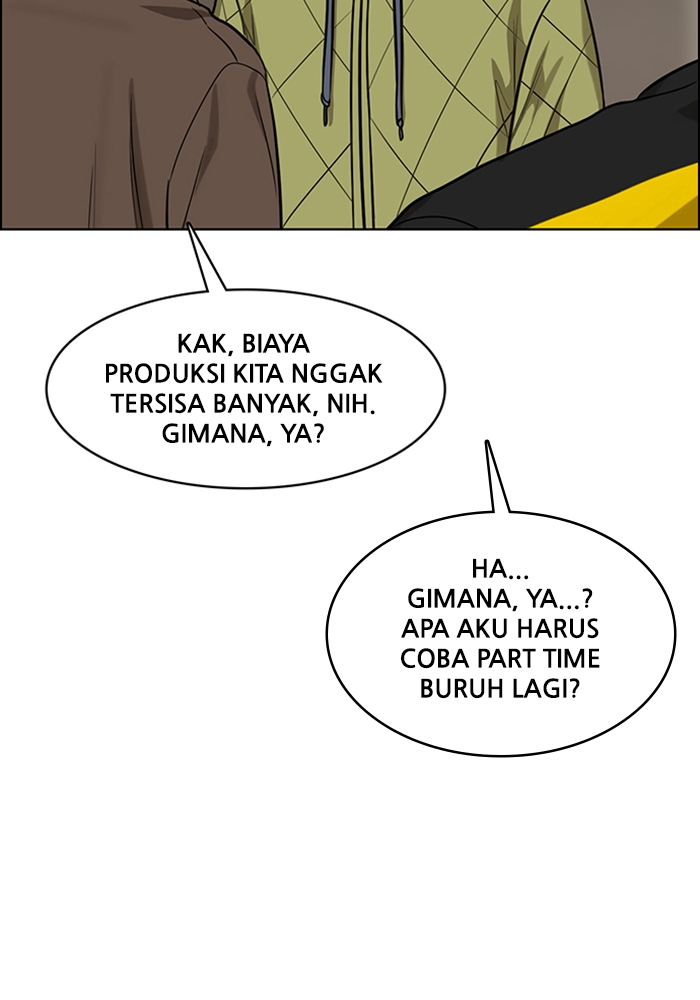 KAK, BIAYA
PRODUKSI KITA NGGAK
TERSISA BANYAK, NIH.
GIMANA, YA?
HA...
GIMANA, YA...?
APA AKU HARUS
COBA PART TIME
BURUH LAGI?